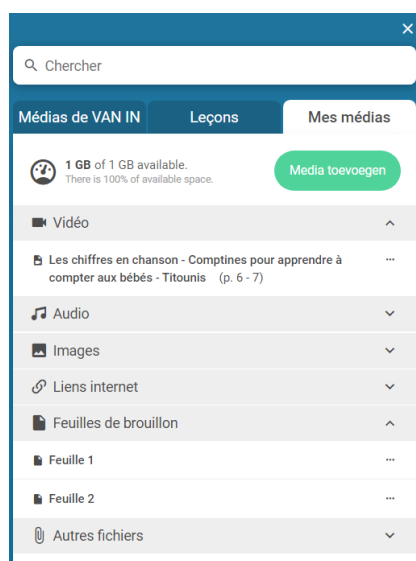 Chercher
Médias de VAN IN
Leçons
Mes médias
1 GB of 1 GB available.
There is 100% of available space.
Media toevoegen
Vidéo
Les chiffres en chanson - Comptines pour apprendre à
compter aux bébés - Titounis (p. 6 - 7)
Audio
Images
Liens internet
Feuilles de brouillon
Feuille 1
Feuille 2
Autres fichiers